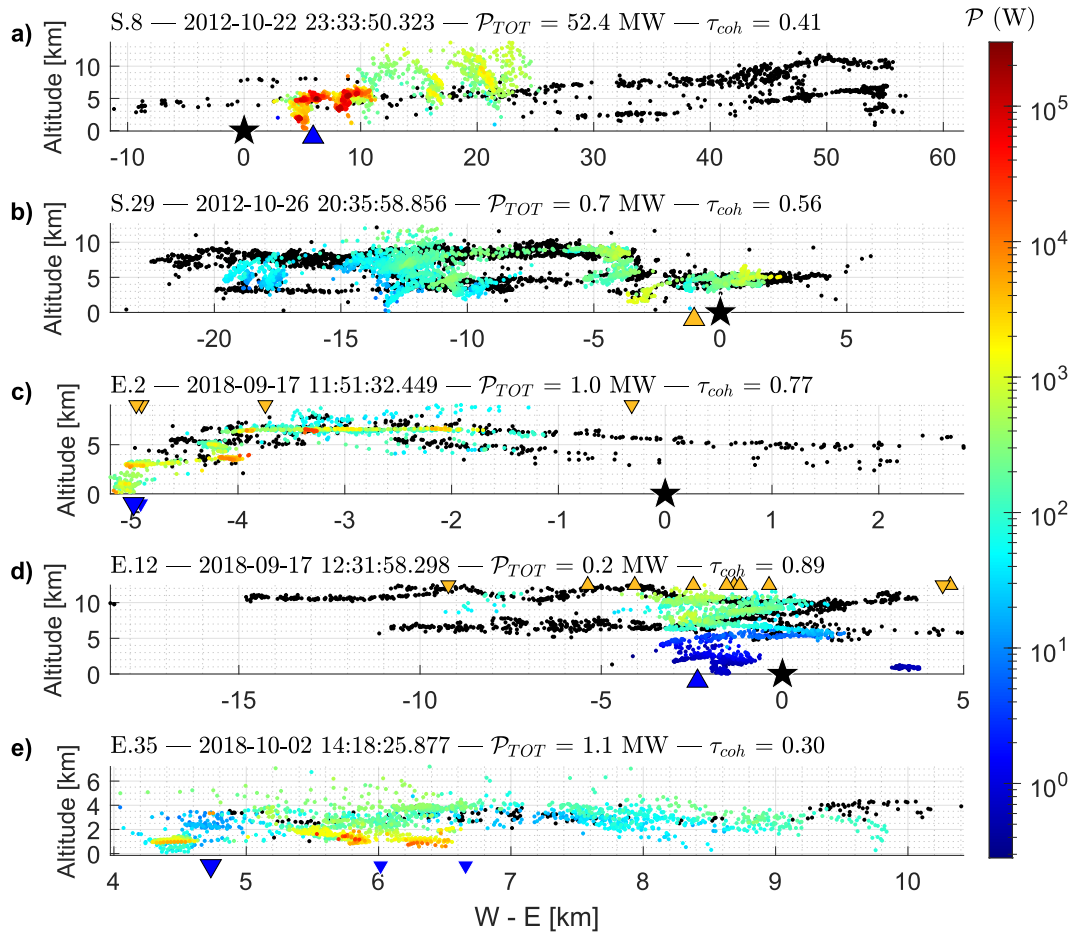 a) S.8 — 2012-10-22 23:33:50.323 — 𝒫TOT = 52.4 MW — τcoh = 0.41
𝒫 (W)
Altitude [km]
10
5
0
-10 0 10 20 30 40 50 60
b) S.29 — 2012-10-26 20:35:58.856 — 𝒫TOT = 0.7 MW — τcoh = 0.56
Altitude [km]
15
10
5
0
-20 -15 -10 -5 0 5
c) E.2 — 2018-09-17 11:51:32.449 — 𝒫TOT = 1.0 MW — τcoh = 0.77
Altitude [km]
5
0
-5 -4 -3 -2 -1 0 1 2
d) E.12 — 2018-09-17 12:31:58.298 — 𝒫TOT = 0.2 MW — τcoh = 0.89
Altitude [km]
10
5
0
-15 -10 -5 0 5
e) E.35 — 2018-10-02 14:18:25.877 — 𝒫TOT = 1.1 MW — τcoh = 0.30
Altitude [km]
6
4
2
0
4 5 6 7 8 9 10
W - E [km]
10⁵
10⁴
10³
10²
10¹
10⁰